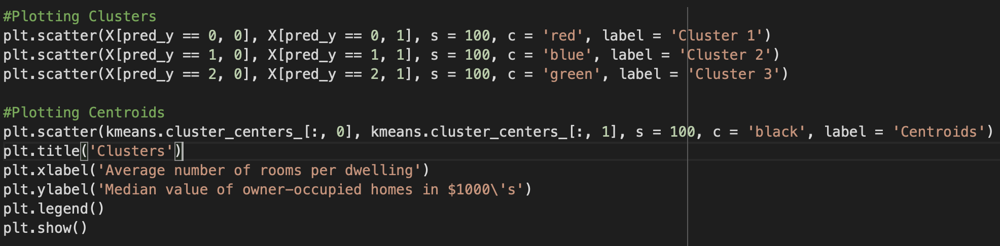 #Plotting Clusters
plt.scatter(X[pred_y == 0, 0], X[pred_y == 0, 1], s = 100, c = 'red', label = 'Cluster 1')
plt.scatter(X[pred_y == 1, 0], X[pred_y == 1, 1], s = 100, c = 'blue', label = 'Cluster 2')
plt.scatter(X[pred_y == 2, 0], X[pred_y == 2, 1], s = 100, c = 'green', label = 'Cluster 3')
#Plotting Centroids
plt.scatter(kmeans.cluster_centers_[:, 0], kmeans.cluster_centers_[:, 1], s = 100, c = 'black', label = 'Centroids')
plt.title('Clusters')
plt.xlabel('Average number of rooms per dwelling')
plt.ylabel('Median value of owner-occupied homes in $1000\'s')
plt.legend()
plt.show()